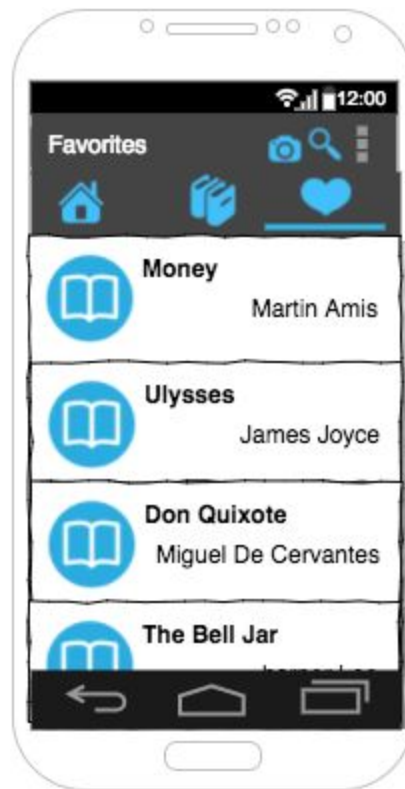 12:00
Favorites
Money
Martin Amis
Ulysses
James Joyce
Don Quixote
Miguel De Cervantes
The Bell Jar